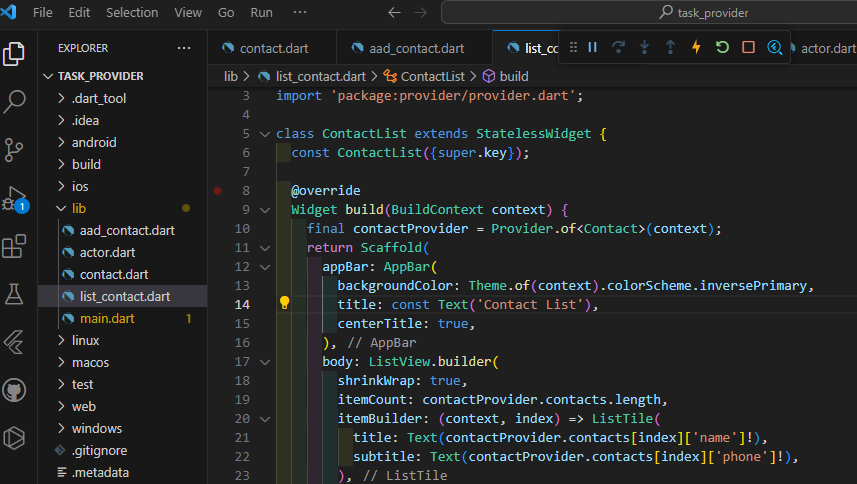 File Edit Selection View Go Run ··· task_provider
EXPLORER ···
TASK_PROVIDER
.dart_tool
.idea
android
build
ios
lib
aad_contact.dart
actor.dart
contact.dart
list_contact.dart
main.dart 1
linux
macos
test
web
windows
.gitignore
.metadata
1
contact.dart aad_contact.dart list_co actor.dart
lib > list_contact.dart > ContactList > build
3 import 'package:provider/provider.dart';
4
5 class ContactList extends StatelessWidget {
6 const ContactList({super.key});
7
8 @override
9 Widget build(BuildContext context) {
10 final contactProvider = Provider.of<Contact>(context);
11 return Scaffold(
12 appBar: AppBar(
13 backgroundColor: Theme.of(context).colorScheme.inversePrimary,
14 title: const Text('Contact List'),
15 centerTitle: true,
16 ), // AppBar
17 body: ListView.builder(
18 shrinkWrap: true,
19 itemCount: contactProvider.contacts.length,
20 itemBuilder: (context, index) => ListTile(
21 title: Text(contactProvider.contacts[index]['name']!),
22 subtitle: Text(contactProvider.contacts[index]['phone']!),
23 ), // ListTile